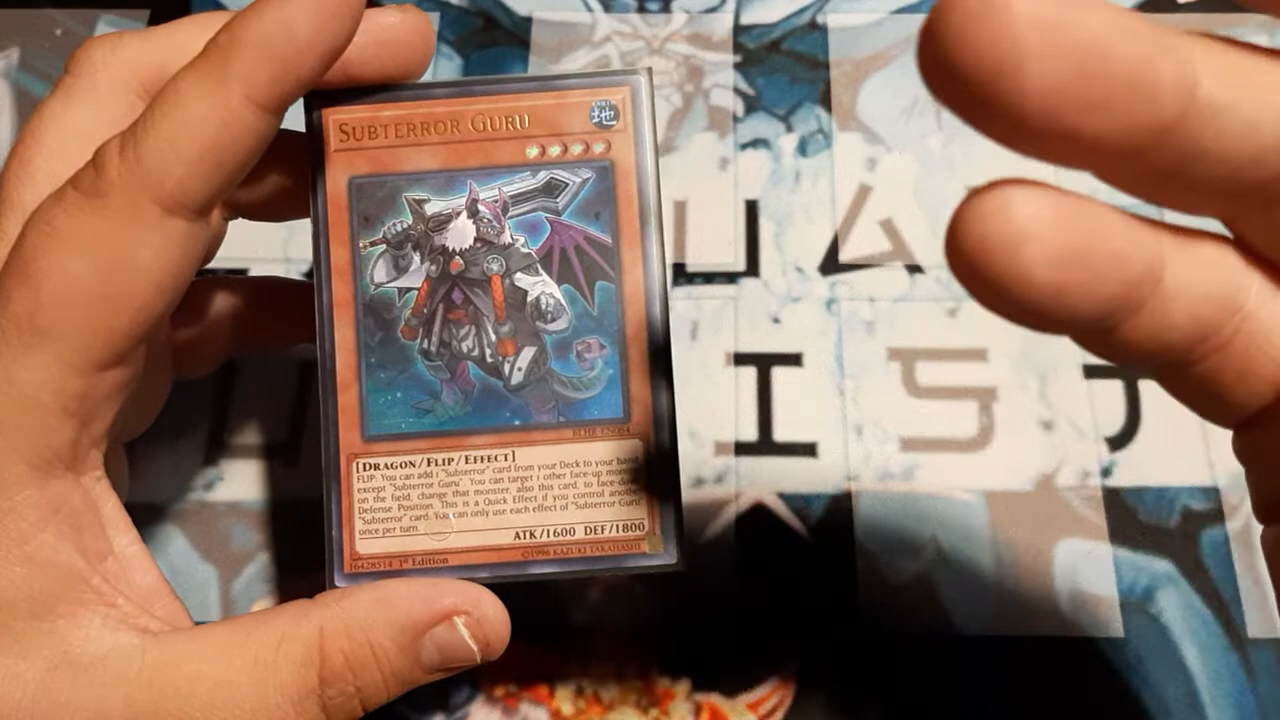 SUBTERROR GURU
EARTH
地
BLHR-EN084
[DRAGON/FLIP/EFFECT]
FLIP: You can add 1 "Subterror" card from your Deck to your hand,
except "Subterror Guru". You can target 1 other face-up monster
on the field, change that monster, also this card, to face-down
Defense Position. This is a Quick Effect if you control another
"Subterror" card. You can only use each effect of "Subterror Guru"
once per turn.
ATK/1600 DEF/1800
16428514 1st Edition
©1996 KAZUKI TAKAHASHI
U A
I S J